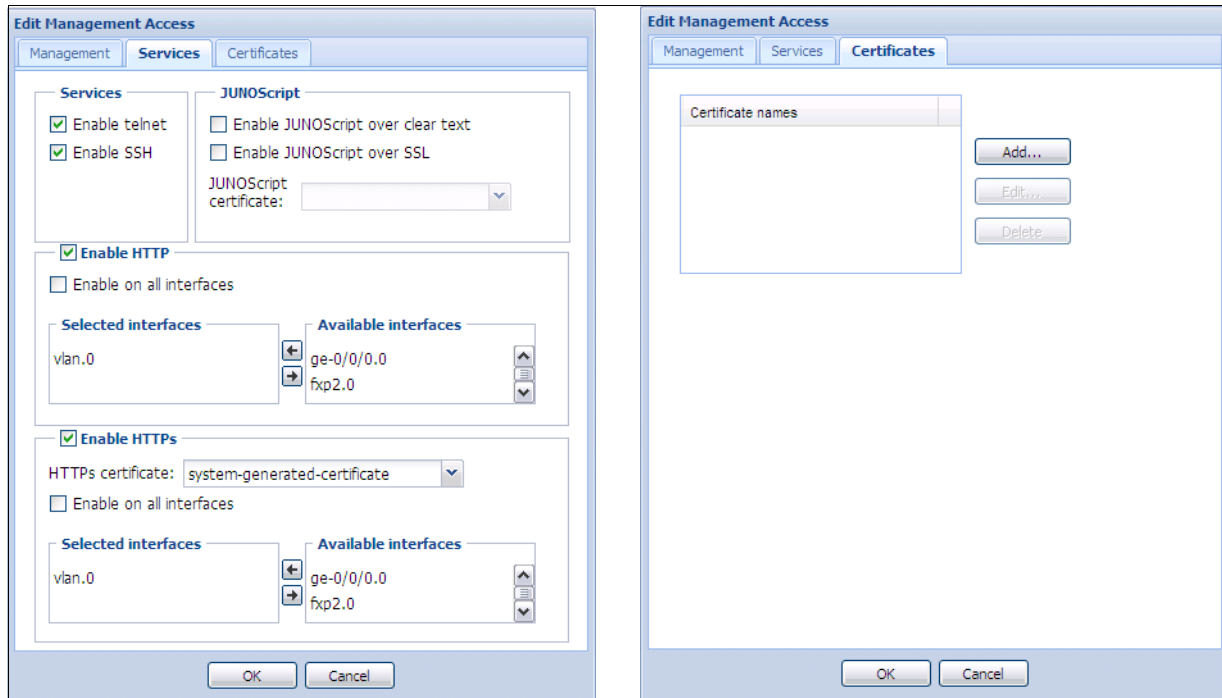 Edit Management Access
Management Services Certificates
Services
Enable telnet
Enable SSH
JUNOScript
Enable JUNOScript over clear text
Enable JUNOScript over SSL
JUNOScript
certificate:
Enable HTTP
Enable on all interfaces
Selected interfaces
vlan.0
Available interfaces
ge-0/0/0.0
fxp2.0
Enable HTTPs
HTTPs certificate: system-generated-certificate
Enable on all interfaces
Selected interfaces
vlan.0
Available interfaces
ge-0/0/0.0
fxp2.0
OK Cancel
Edit Management Access
Management Services Certificates
Certificate names
Add...
Edit...
Delete
OK Cancel